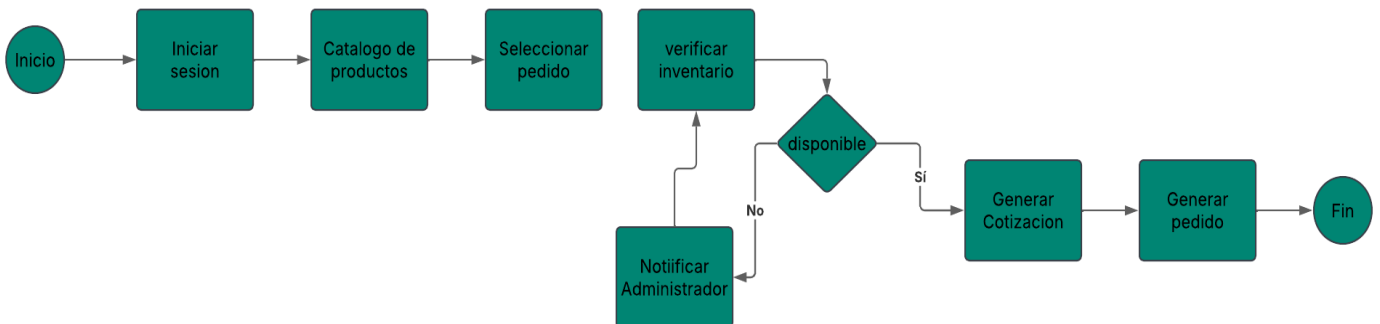 Inicio
Iniciar
sesion
Catalogo de
productos
Seleccionar
pedido
verificar
inventario
disponible
Sí
No
Notiificar
Administrador
Generar
Cotizacion
Generar
pedido
Fin